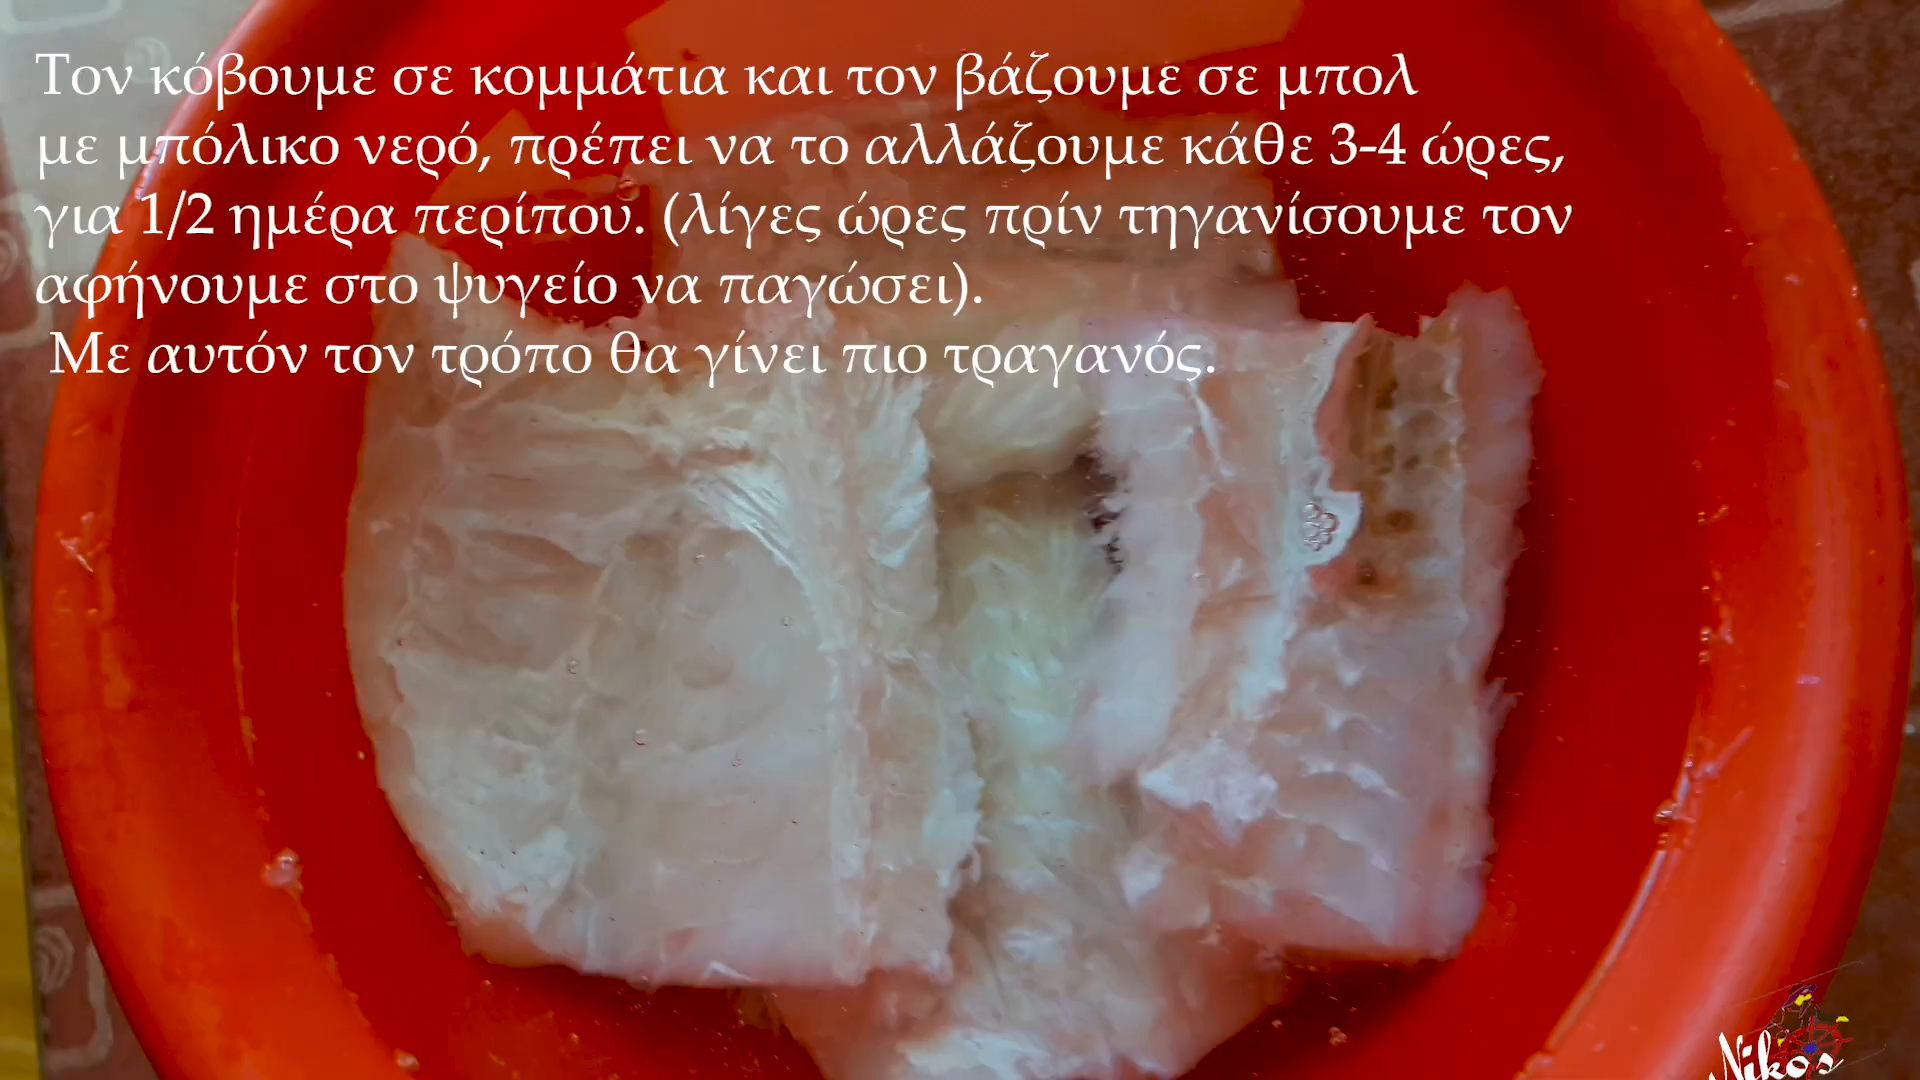 Τον κόβουμε σε κομμάτια και τον βάζουμε σε μπολ
με μπόλικο νερό, πρέπει να το αλλάζουμε κάθε 3-4 ώρες,
για 1/2 ημέρα περίπου. (λίγες ώρες πρίν τηγανίσουμε τον
αφήνουμε στο ψυγείο να παγώσει).
Με αυτόν τον τρόπο θα γίνει πιο τραγανός.
Nikos